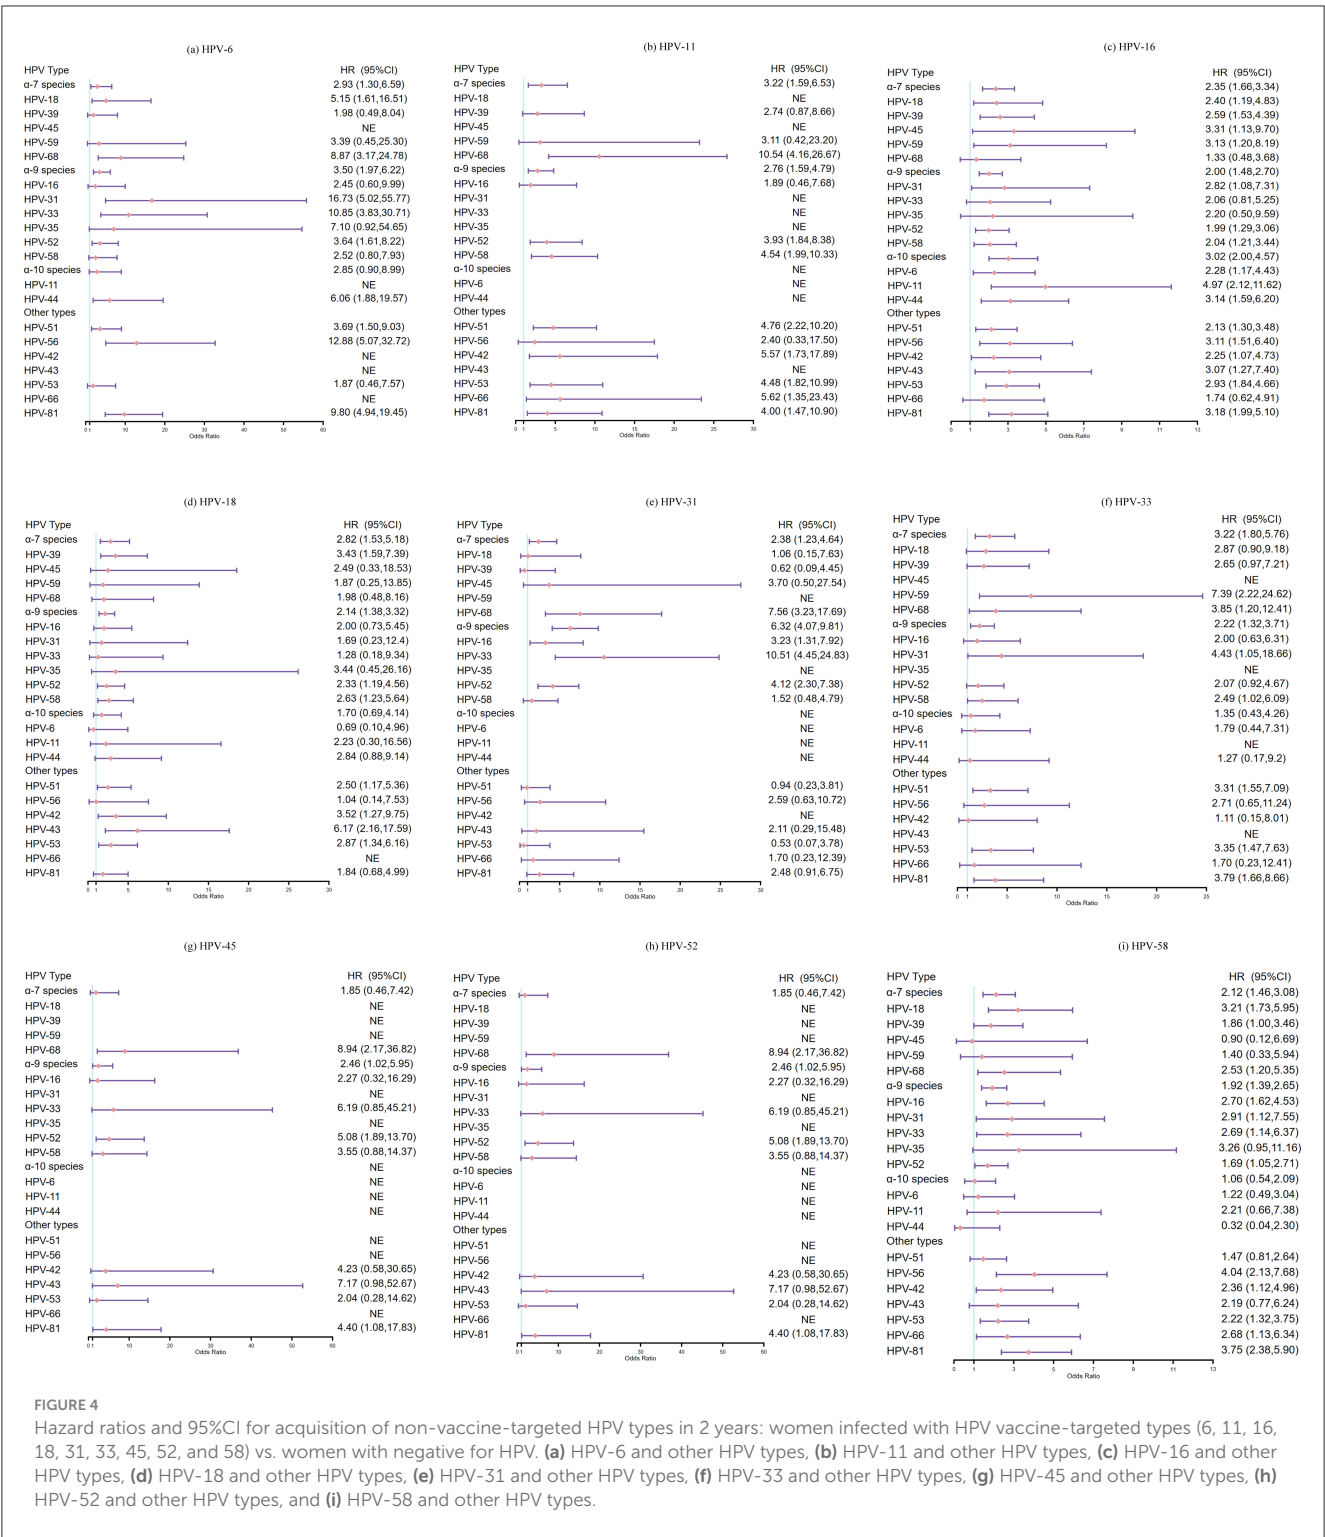 (a) HPV-6
HPV Type HR (95%CI)
α-7 species 2.93 (1.30,6.59)
HPV-18 5.15 (1.61,16.51)
HPV-39 1.98 (0.49,8.04)
HPV-45 NE
HPV-59 3.39 (0.45,25.30)
HPV-68 8.87 (3.17,24.78)
α-9 species 3.50 (1.97,6.22)
HPV-16 2.45 (0.60,9.99)
HPV-31 16.73 (5.02,55.77)
HPV-33 10.85 (3.83,30.71)
HPV-35 7.10 (0.92,54.65)
HPV-52 3.64 (1.61,8.22)
HPV-58 2.52 (0.80,7.93)
α-10 species 2.85 (0.90,8.99)
HPV-11 NE
HPV-44 6.06 (1.88,19.57)
Other types
HPV-51 3.69 (1.50,9.03)
HPV-56 12.88 (5.07,32.72)
HPV-42 NE
HPV-43 NE
HPV-53 1.87 (0.46,7.57)
HPV-66 NE
HPV-81 9.80 (4.94,19.45)
0 1 10 20 30 40 50 60
Odds Ratio
(b) HPV-11
HPV Type HR (95%CI)
α-7 species 3.22 (1.59,6.53)
HPV-18 NE
HPV-39 2.74 (0.87,8.66)
HPV-45 NE
HPV-59 3.11 (0.42,23.20)
HPV-68 10.54 (4.16,26.67)
α-9 species 2.76 (1.59,4.79)
HPV-16 1.89 (0.46,7.68)
HPV-31 NE
HPV-33 NE
HPV-35 NE
HPV-52 3.93 (1.84,8.38)
HPV-58 4.54 (1.99,10.33)
α-10 species NE
HPV-6 NE
HPV-44 NE
Other types
HPV-51 4.76 (2.22,10.20)
HPV-56 2.40 (0.33,17.50)
HPV-42 5.57 (1.73,17.89)
HPV-43 NE
HPV-53 4.48 (1.82,10.99)
HPV-66 5.62 (1.35,23.43)
HPV-81 4.00 (1.47,10.90)
0 1 5 10 15 20 25 30
Odds Ratio
(c) HPV-16
HPV Type HR (95%CI)
α-7 species 2.35 (1.66,3.34)
HPV-18 2.40 (1.19,4.83)
HPV-39 2.59 (1.53,4.39)
HPV-45 3.31 (1.13,9.70)
HPV-59 3.13 (1.20,8.19)
HPV-68 1.33 (0.48,3.68)
α-9 species 2.00 (1.48,2.70)
HPV-31 2.82 (1.08,7.31)
HPV-33 2.06 (0.81,5.25)
HPV-35 2.20 (0.50,9.59)
HPV-52 1.99 (1.29,3.06)
HPV-58 2.04 (1.21,3.44)
α-10 species 3.02 (2.00,4.57)
HPV-6 2.28 (1.17,4.43)
HPV-11 4.97 (2.12,11.62)
HPV-44 3.14 (1.59,6.20)
Other types
HPV-51 2.13 (1.30,3.48)
HPV-56 3.11 (1.51,6.40)
HPV-42 2.25 (1.07,4.73)
HPV-43 3.07 (1.27,7.40)
HPV-53 2.93 (1.84,4.66)
HPV-66 1.74 (0.62,4.91)
HPV-81 3.18 (1.99,5.10)
0 1 3 5 7 9 11 13
Odds Ratio
(d) HPV-18
HPV Type HR (95%CI)
α-7 species 2.82 (1.53,5.18)
HPV-39 3.43 (1.59,7.39)
HPV-45 2.49 (0.33,18.53)
HPV-59 1.87 (0.25,13.85)
HPV-68 1.98 (0.48,8.16)
α-9 species 2.14 (1.38,3.32)
HPV-16 2.00 (0.73,5.45)
HPV-31 1.69 (0.23,12.4)
HPV-33 1.28 (0.18,9.34)
HPV-35 3.44 (0.45,26.16)
HPV-52 2.33 (1.19,4.56)
HPV-58 2.63 (1.23,5.64)
α-10 species 1.70 (0.69,4.14)
HPV-6 0.69 (0.10,4.96)
HPV-11 2.23 (0.30,16.56)
HPV-44 2.84 (0.88,9.14)
Other types
HPV-51 2.50 (1.17,5.36)
HPV-56 1.04 (0.14,7.53)
HPV-42 3.52 (1.27,9.75)
HPV-43 6.17 (2.16,17.59)
HPV-53 2.87 (1.34,6.16)
HPV-66 NE
HPV-81 1.84 (0.68,4.99)
0 1 5 10 15 20 25 30
Odds Ratio
(e) HPV-31
HPV Type HR (95%CI)
α-7 species 2.38 (1.23,4.64)
HPV-18 1.06 (0.15,7.63)
HPV-39 0.62 (0.09,4.45)
HPV-45 3.70 (0.50,27.54)
HPV-59 NE
HPV-68 7.56 (3.23,17.69)
α-9 species 6.32 (4.07,9.81)
HPV-16 3.23 (1.31,7.92)
HPV-33 10.51 (4.45,24.83)
HPV-35 NE
HPV-52 4.12 (2.30,7.38)
HPV-58 1.52 (0.48,4.79)
α-10 species NE
HPV-6 NE
HPV-11 NE
HPV-44 NE
Other types
HPV-51 0.94 (0.23,3.81)
HPV-56 2.59 (0.63,10.72)
HPV-42 NE
HPV-43 2.11 (0.29,15.48)
HPV-53 0.53 (0.07,3.78)
HPV-66 1.70 (0.23,12.39)
HPV-81 2.48 (0.91,6.75)
0 1 5 10 15 20 25 30
Odds Ratio
(f) HPV-33
HPV Type HR (95%CI)
α-7 species 3.22 (1.80,5.76)
HPV-18 2.87 (0.90,9.18)
HPV-39 2.65 (0.97,7.21)
HPV-45 NE
HPV-59 7.39 (2.22,24.62)
HPV-68 3.85 (1.20,12.41)
α-9 species 2.22 (1.32,3.71)
HPV-16 2.00 (0.63,6.31)
HPV-31 4.43 (1.05,18.66)
HPV-35 NE
HPV-52 2.07 (0.92,4.67)
HPV-58 2.49 (1.02,6.09)
α-10 species 1.35 (0.43,4.26)
HPV-6 1.79 (0.44,7.31)
HPV-11 NE
HPV-44 1.27 (0.17,9.2)
Other types
HPV-51 3.31 (1.55,7.09)
HPV-56 2.71 (0.65,11.24)
HPV-42 1.11 (0.15,8.01)
HPV-43 NE
HPV-53 3.35 (1.47,7.63)
HPV-66 1.70 (0.23,12.41)
HPV-81 3.79 (1.66,8.66)
0 1 5 10 15 20 25
Odds Ratio
(g) HPV-45
HPV Type HR (95%CI)
α-7 species 1.85 (0.46,7.42)
HPV-18 NE
HPV-39 NE
HPV-59 NE
HPV-68 8.94 (2.17,36.82)
α-9 species 2.46 (1.02,5.95)
HPV-16 2.27 (0.32,16.29)
HPV-31 NE
HPV-33 6.19 (0.85,45.21)
HPV-35 NE
HPV-52 5.08 (1.89,13.70)
HPV-58 3.55 (0.88,14.37)
α-10 species NE
HPV-6 NE
HPV-11 NE
HPV-44 NE
Other types
HPV-51 NE
HPV-56 NE
HPV-42 4.23 (0.58,30.65)
HPV-43 7.17 (0.98,52.67)
HPV-53 2.04 (0.28,14.62)
HPV-66 NE
HPV-81 4.40 (1.08,17.83)
0 1 10 20 30 40 50 60
Odds Ratio
(h) HPV-52
HPV Type HR (95%CI)
α-7 species 1.85 (0.46,7.42)
HPV-18 NE
HPV-39 NE
HPV-59 NE
HPV-68 8.94 (2.17,36.82)
α-9 species 2.46 (1.02,5.95)
HPV-16 2.27 (0.32,16.29)
HPV-31 NE
HPV-33 6.19 (0.85,45.21)
HPV-35 NE
HPV-52 5.08 (1.89,13.70)
HPV-58 3.55 (0.88,14.37)
α-10 species NE
HPV-6 NE
HPV-11 NE
HPV-44 NE
Other types
HPV-51 NE
HPV-56 NE
HPV-42 4.23 (0.58,30.65)
HPV-43 7.17 (0.98,52.67)
HPV-53 2.04 (0.28,14.62)
HPV-66 NE
HPV-81 4.40 (1.08,17.83)
0 1 10 20 30 40 50 60
Odds Ratio
(i) HPV-58
HPV Type HR (95%CI)
α-7 species 2.12 (1.46,3.08)
HPV-18 3.21 (1.73,5.95)
HPV-39 1.86 (1.00,3.46)
HPV-45 0.90 (0.12,6.69)
HPV-59 1.40 (0.33,5.94)
HPV-68 2.53 (1.20,5.35)
α-9 species 1.92 (1.39,2.65)
HPV-16 2.70 (1.62,4.53)
HPV-31 2.91 (1.12,7.55)
HPV-33 2.69 (1.14,6.37)
HPV-35 3.26 (0.95,11.16)
HPV-52 1.69 (1.05,2.71)
α-10 species 1.06 (0.54,2.09)
HPV-6 1.22 (0.49,3.04)
HPV-11 2.21 (0.66,7.38)
HPV-44 0.32 (0.04,2.30)
Other types
HPV-51 1.47 (0.81,2.64)
HPV-56 4.04 (2.13,7.68)
HPV-42 2.36 (1.12,4.96)
HPV-43 2.19 (0.77,6.24)
HPV-53 2.22 (1.32,3.75)
HPV-66 2.68 (1.13,6.34)
HPV-81 3.75 (2.38,5.90)
0 1 3 5 7 9 11 13
Odds Ratio
FIGURE 4
Hazard ratios and 95%CI for acquisition of non-vaccine-targeted HPV types in 2 years: women infected with HPV vaccine-targeted types (6, 11, 16,
18, 31, 33, 45, 52, and 58) vs. women with negative for HPV. (a) HPV-6 and other HPV types, (b) HPV-11 and other HPV types, (c) HPV-16 and other
HPV types, (d) HPV-18 and other HPV types, (e) HPV-31 and other HPV types, (f) HPV-33 and other HPV types, (g) HPV-45 and other HPV types, (h)
HPV-52 and other HPV types, and (i) HPV-58 and other HPV types.